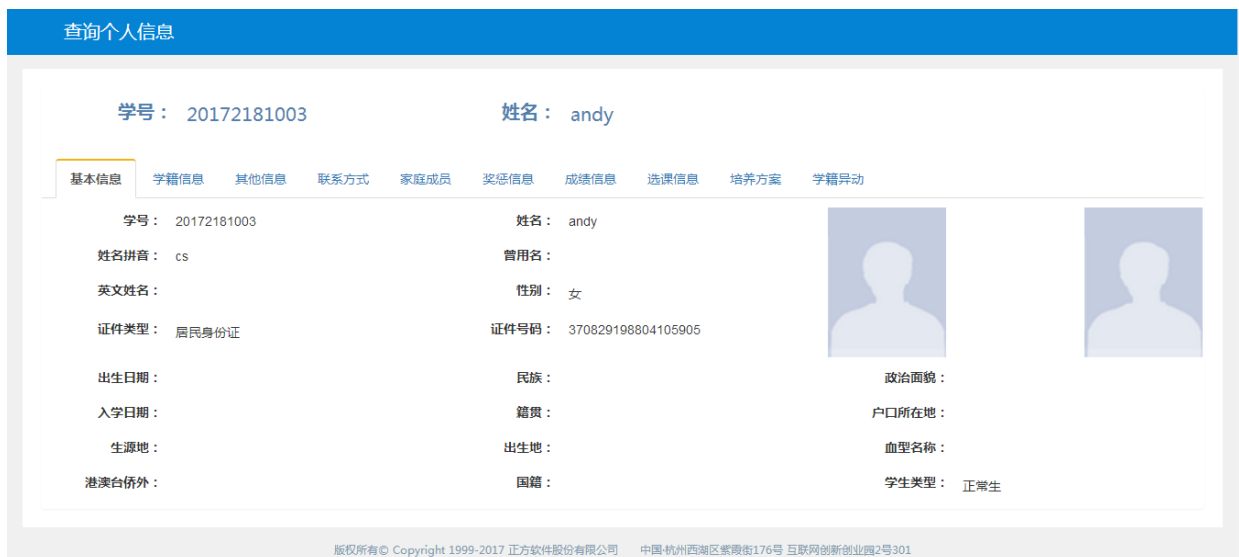 查询个人信息
学号： 20172181003 姓名： andy
基本信息 学籍信息 其他信息 联系方式 家庭成员 奖惩信息 成绩信息 选课信息 培养方案 学籍异动
学号： 20172181003 姓名： andy
姓名拼音： cs 曾用名：
英文姓名： 性别： 女
证件类型： 居民身份证 证件号码： 370829198804105905
出生日期： 民族： 政治面貌：
入学日期： 籍贯： 户口所在地：
生源地： 出生地： 血型名称：
港澳台侨外： 国籍： 学生类型： 正常生
版权所有© Copyright 1999-2017 正方软件股份有限公司 中国·杭州西湖区紫霞街176号 互联网创新创业园2号301